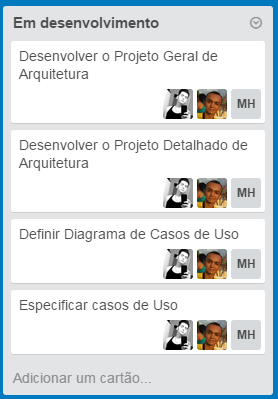 Em desenvolvimento
Desenvolver o Projeto Geral de
Arquitetura
MH
Desenvolver o Projeto Detalhado de
Arquitetura
MH
Definir Diagrama de Casos de Uso
MH
Especificar casos de Uso
MH
Adicionar um cartão...